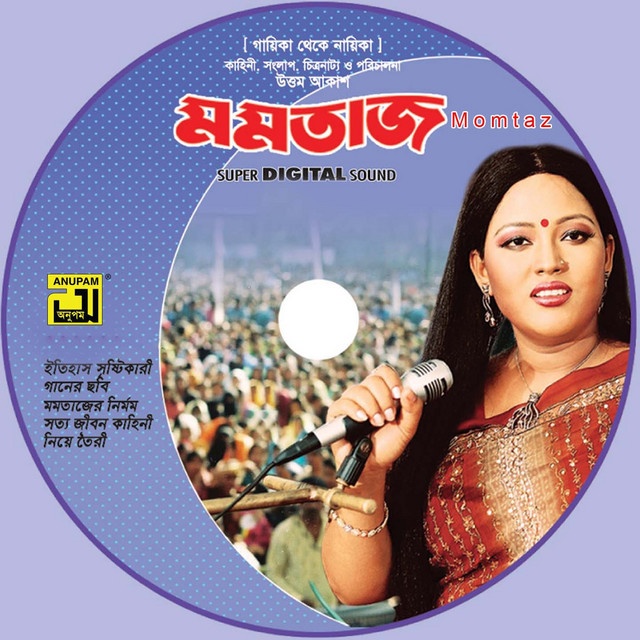 [ গায়িকা থেকে নায়িকা ]
কাহিনী, সংলাপ, চিত্রনাট্য ও পরিচালনা
উত্তম আকাশ
মমতাজ Momtaz
SUPER DIGITAL SOUND
ANUPAM ®
অনুপম
ইতিহাস সৃষ্টিকারী
গানের ছবি
মমতাজের নির্মম
সত্য জীবন কাহিনী
নিয়ে তৈরী